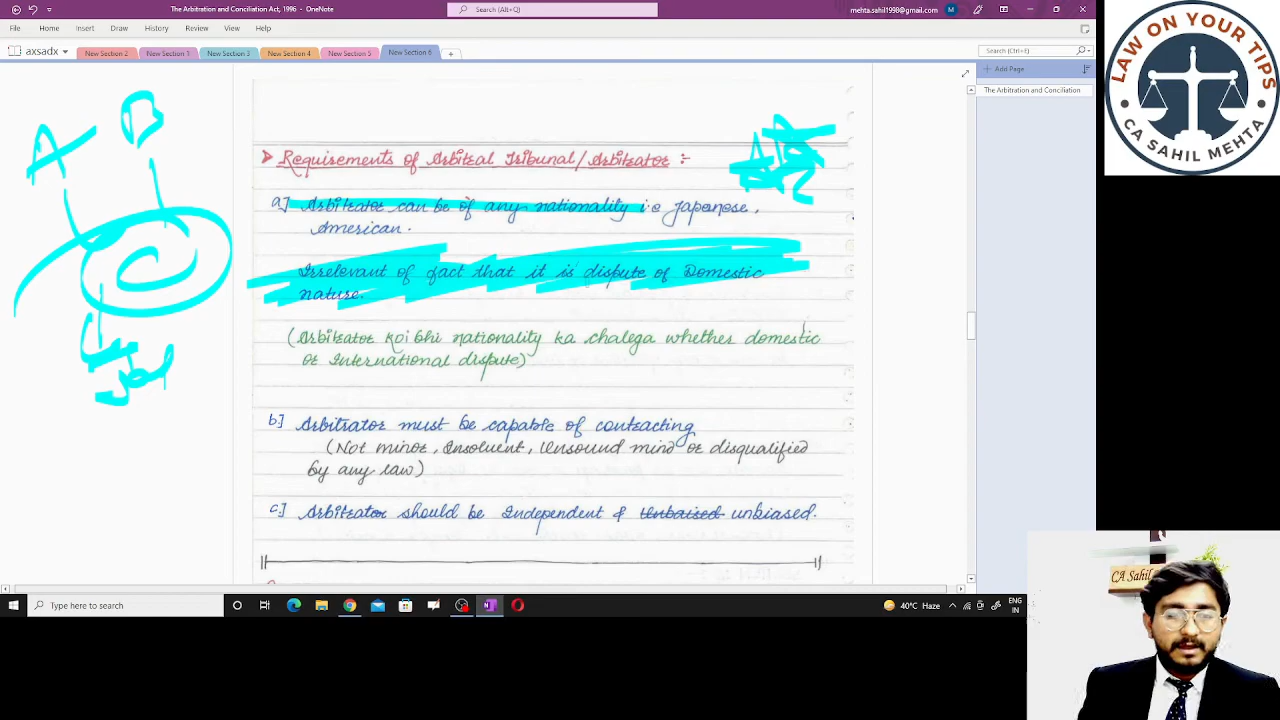 The Arbitration and Conciliation Act, 1996 - OneNote
Search (Alt+Q)
mehta.sahil1998@gmail.com M
File Home Insert Draw History Review View Help
axsadx
New Section 2 New Section 1 New Section 3 New Section 4 New Section 5 New Section 6 +
Search (Ctrl+E)
+ Add Page
The Arbitration and Conciliation
LAW ON YOUR TIPS
CA SAHIL MEHTA
A B
Requirements of Arbitral Tribunal/Arbitrator :-
a] Arbitrator can be of any nationality i.e Japanese,
American.
Irrelevant of fact that it is dispute of Domestic
nature.
(Arbitrator koi bhi nationality ka chalega whether domestic
or International dispute)
b] Arbitrator must be capable of contracting
(Not minor, Insolvent, Unsound mind or disqualified
by any law)
c] Arbitrator should be Independent & Unbaised unbiased.
CA Sahil
Type here to search
40°C Haze
ENG
IN